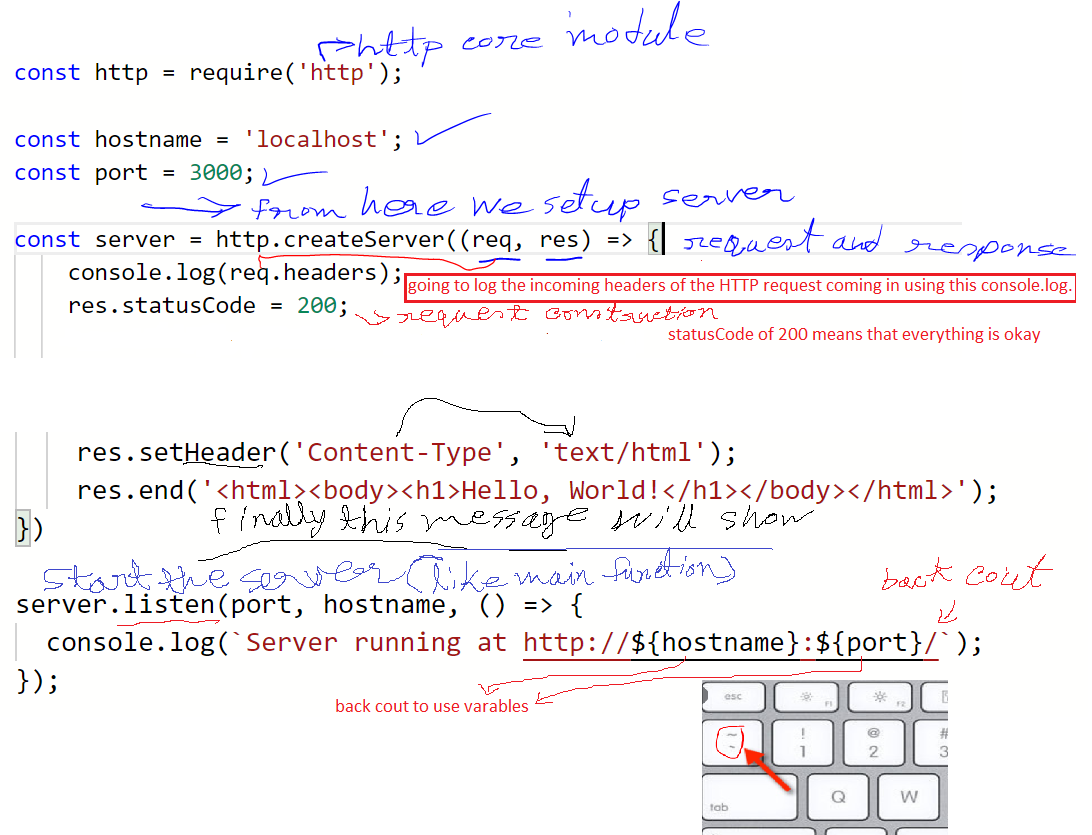 http core module
const http = require('http');
const hostname = 'localhost';
const port = 3000;
from here we setup server
const server = http.createServer((req, res) => { request and response
console.log(req.headers);
going to log the incoming headers of the HTTP request coming in using this console.log.
res.statusCode = 200; request construction
statusCode of 200 means that everything is okay
res.setHeader('Content-Type', 'text/html');
res.end('<html><body><h1>Hello, World!</h1></body></html>');
finally this message will show
})
start the server (like main function)
back cout
server.listen(port, hostname, () => {
console.log(`Server running at http://${hostname}:${port}/`);
});
back cout to use varables
esc F1 F2
~ ! @ #
` 1 2 3
tab Q W